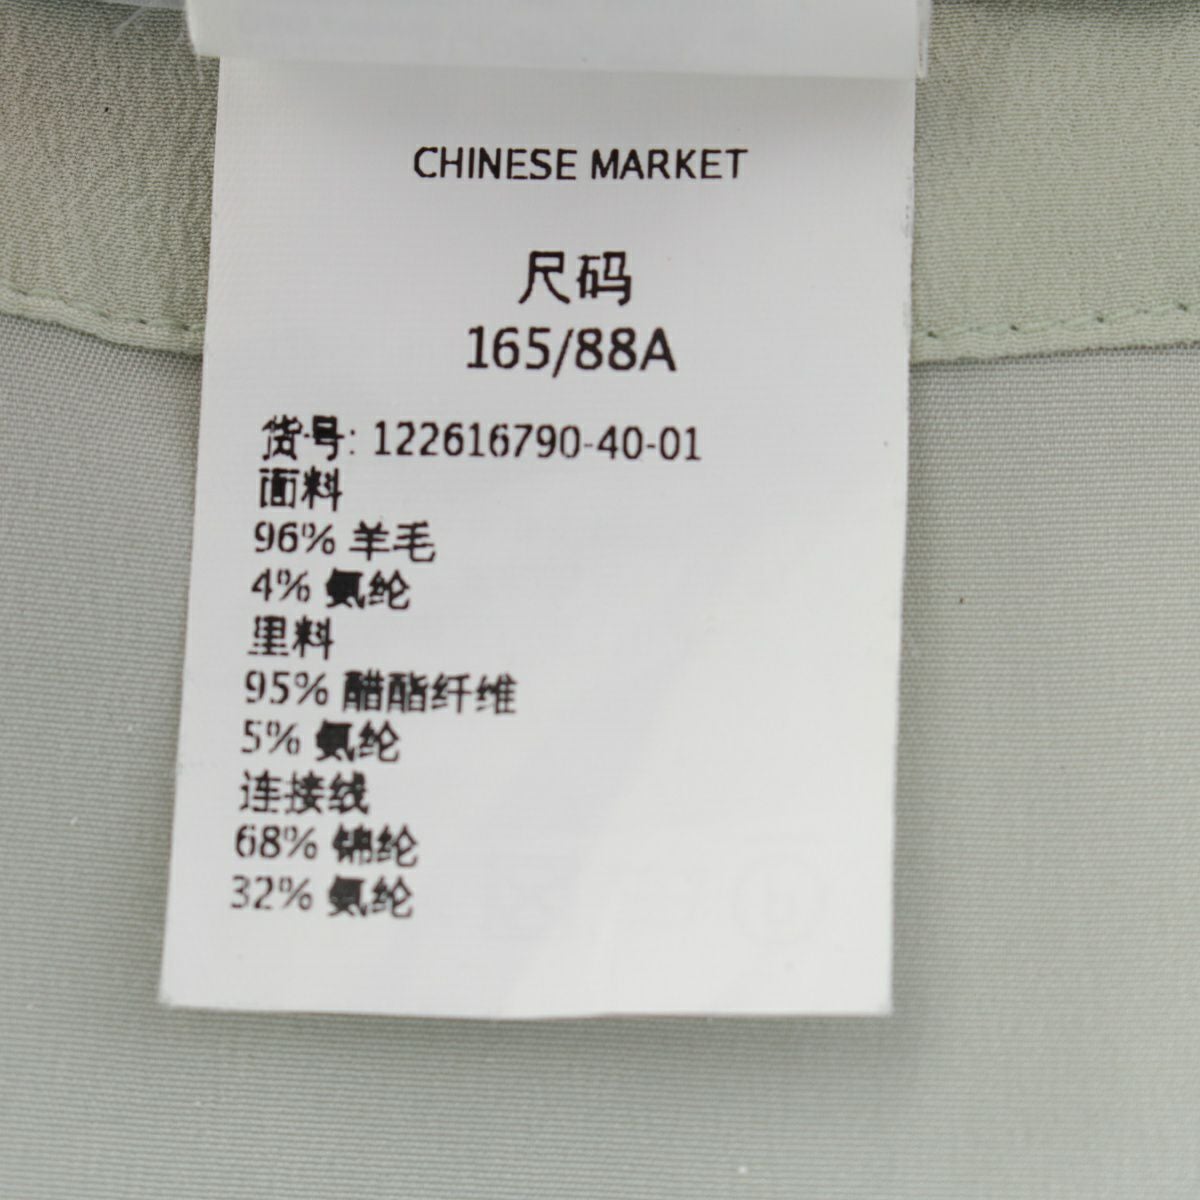 CHINESE MARKET
尺码
165/88A
货号: 122616790-40-01
面料
96% 羊毛
4% 氨纶
里料
95% 醋酯纤维
5% 氨纶
连接线
68% 锦纶
32% 氨纶